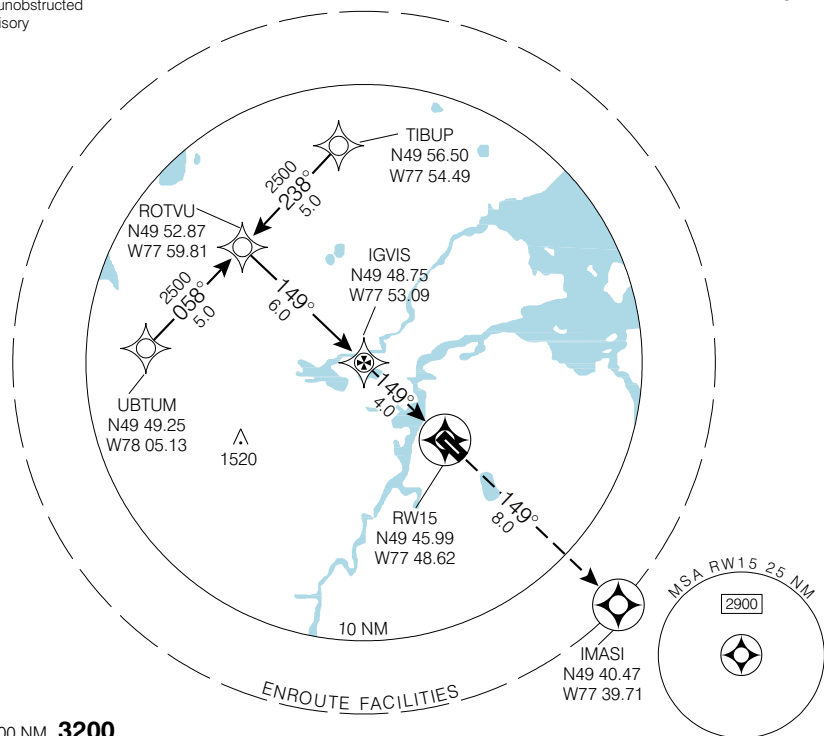 unobstructed
isory
TIBUP
N49 56.50
W77 54.49
2500
238°
5.0
ROTVU
N49 52.87
W77 59.81
IGVIS
N49 48.75
W77 53.09
2500
058°
5.0
149°
6.0
UBTUM
N49 49.25
W78 05.13
149°
4.0
1520
RW15
N49 45.99
W77 48.62
149°
8.0
10 NM
MSA RW15 25 NM
2900
IMASI
N49 40.47
W77 39.71
ENROUTE FACILITIES
00 NM 3200